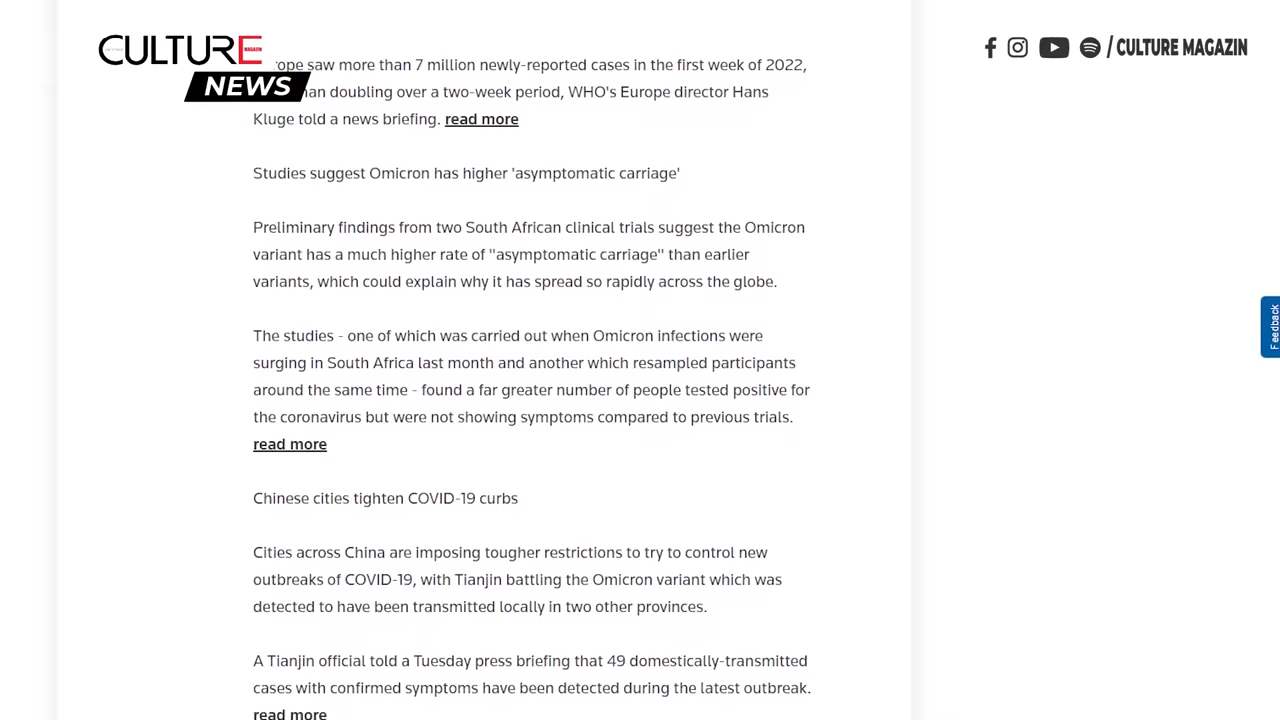 CULTURE
MAGAZIN
NEWS
/ CULTURE MAGAZIN
saw more than 7 million newly-reported cases in the first week of 2022,
doubling over a two-week period, WHO's Europe director Hans
Kluge told a news briefing. read more
Studies suggest Omicron has higher 'asymptomatic carriage'
Preliminary findings from two South African clinical trials suggest the Omicron
variant has a much higher rate of "asymptomatic carriage" than earlier
variants, which could explain why it has spread so rapidly across the globe.
The studies - one of which was carried out when Omicron infections were
surging in South Africa last month and another which resampled participants
around the same time - found a far greater number of people tested positive for
the coronavirus but were not showing symptoms compared to previous trials.
read more
Chinese cities tighten COVID-19 curbs
Cities across China are imposing tougher restrictions to try to control new
outbreaks of COVID-19, with Tianjin battling the Omicron variant which was
detected to have been transmitted locally in two other provinces.
A Tianjin official told a Tuesday press briefing that 49 domestically-transmitted
cases with confirmed symptoms have been detected during the latest outbreak.
read more
Feedback